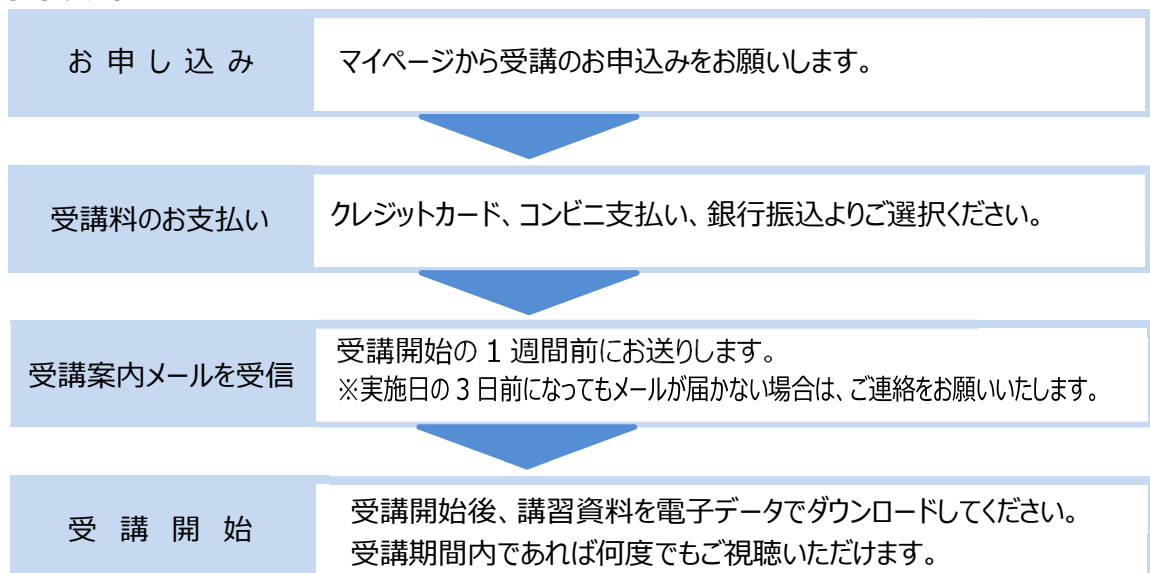 お申し込み
マイページから受講のお申込みをお願いします。
受講料のお支払い
クレジットカード、コンビニ支払い、銀行振込よりご選択ください。
受講案内メールを受信
受講開始の1週間前にお送りします。
※実施日の3日前になってもメールが届かない場合は、ご連絡をお願いいたします。
受講開始
受講開始後、講習資料を電子データでダウンロードしてください。
受講期間内であれば何度でもご視聴いただけます。